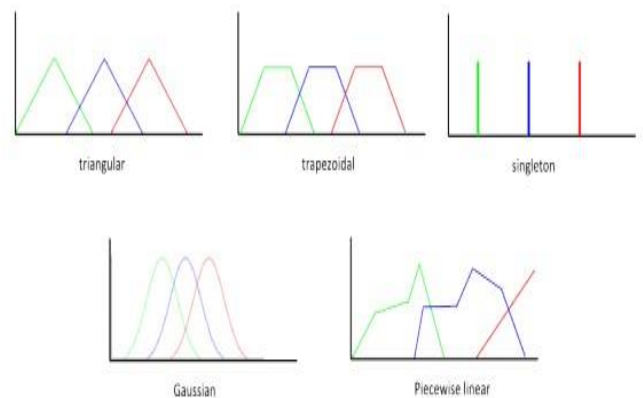 triangular
trapezoidal
singleton
Gaussian
Piecewise linear